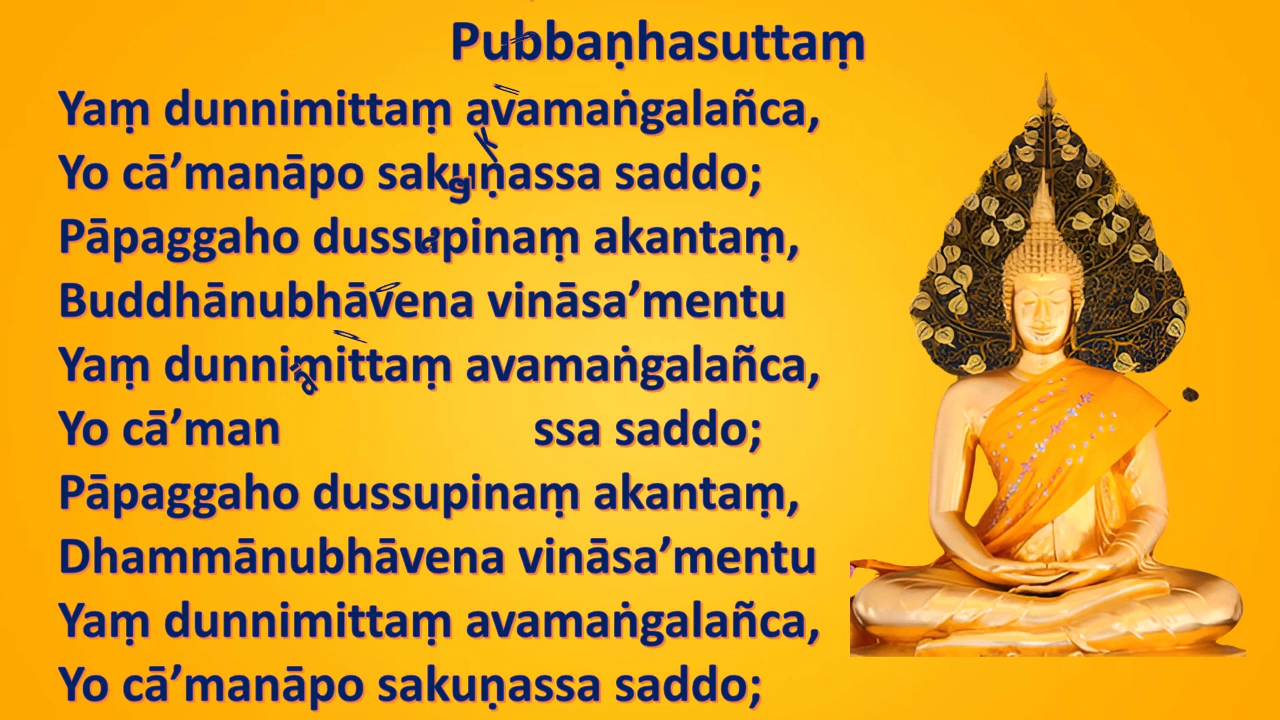 Pubbaṇhasuttaṃ
Yaṃ dunnimittaṃ avamaṅgalañca,
Yo cā’manāpo sakuṇassa saddo;
Pāpaggaho dussupinaṃ akantaṃ,
Buddhānubhāvena vināsa’mentu
Yaṃ dunnimittaṃ avamaṅgalañca,
Yo cā’man ssa saddo;
Pāpaggaho dussupinaṃ akantaṃ,
Dhammānubhāvena vināsa’mentu
Yaṃ dunnimittaṃ avamaṅgalañca,
Yo cā’manāpo sakuṇassa saddo;